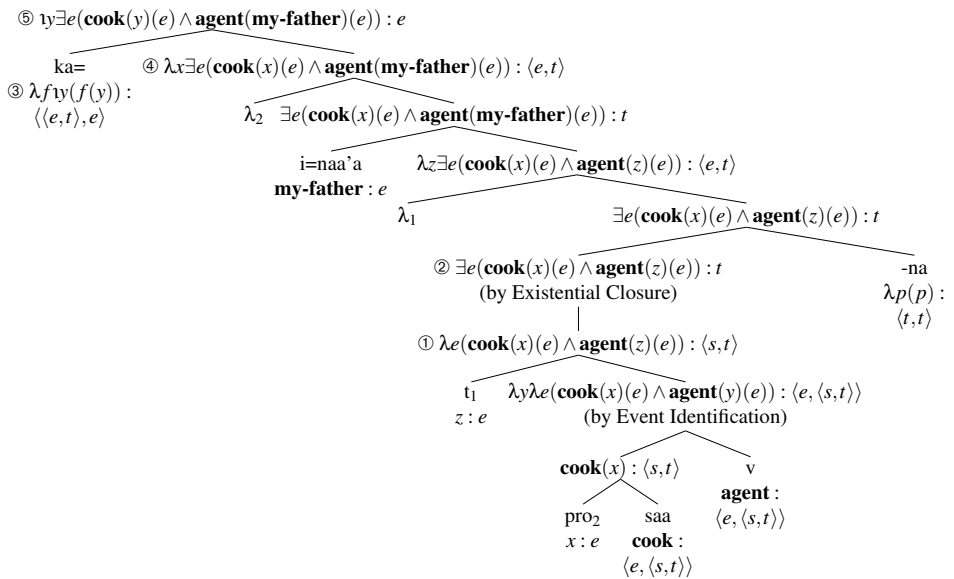 ⑤ ιy∃e(cook(y)(e) ∧ agent(my-father)(e)) : e
ka= ④ λx∃e(cook(x)(e) ∧ agent(my-father)(e)) : ⟨e,t⟩
③ λfιy(f(y)) :
⟨⟨e,t⟩,e⟩
λ₂ ∃e(cook(x)(e) ∧ agent(my-father)(e)) : t
i=naa'a λz∃e(cook(x)(e) ∧ agent(z)(e)) : ⟨e,t⟩
my-father : e
λ₁ ∃e(cook(x)(e) ∧ agent(z)(e)) : t
② ∃e(cook(x)(e) ∧ agent(z)(e)) : t -na
(by Existential Closure) λp(p) :
⟨t,t⟩
① λe(cook(x)(e) ∧ agent(z)(e)) : ⟨s,t⟩
t₁ λyλe(cook(x)(e) ∧ agent(y)(e)) : ⟨e,⟨s,t⟩⟩
z : e (by Event Identification)
cook(x) : ⟨s,t⟩ v
agent :
⟨e,⟨s,t⟩⟩
pro₂ saa
x : e cook :
⟨e,⟨s,t⟩⟩